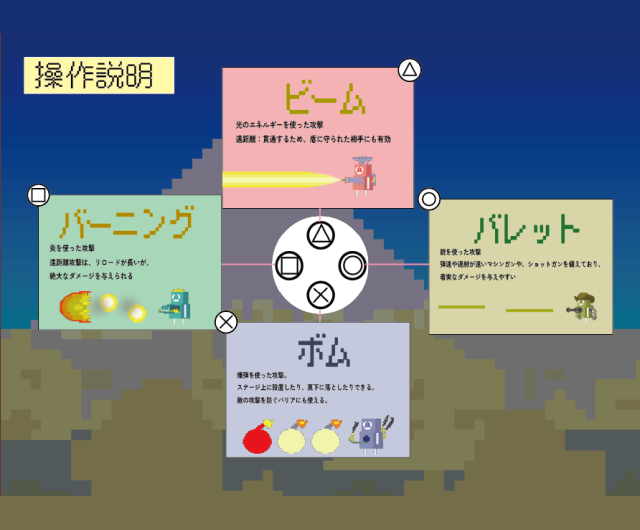 操作説明
ビーム
光のエネルギーを使った攻撃
遠距離：貫通するため、盾に守られた相手にも有効
バーニング
炎を使った攻撃
遠距離攻撃は、リロードが長いが、
絶大なダメージを与えられる
バレット
銃を使った攻撃
弾速や連射が速いマシンガンや、ショットガンを備えており、
着実なダメージを与えやすい
ボム
爆弾を使った攻撃。
ステージ上に設置したり、真下に落としたりできる。
敵の攻撃を防ぐバリアにも使える。